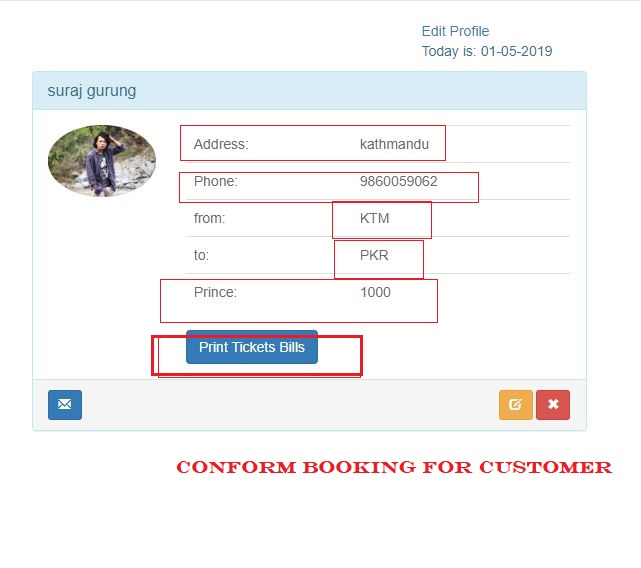 Edit Profile
Today is: 01-05-2019
suraj gurung
Address: kathmandu
Phone: 9860059062
from: KTM
to: PKR
Prince: 1000
Print Tickets Bills
CONFORM BOOKING FOR CUSTOMER